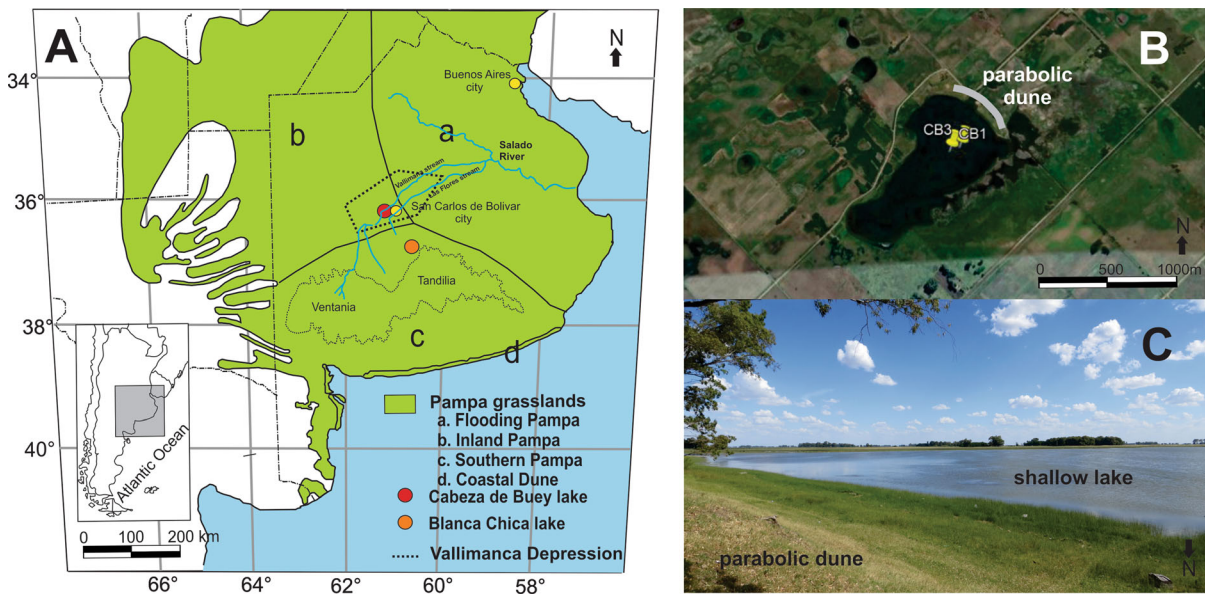 A
N
34°
36°
38°
40°
66°
64°
62°
60°
58°
Buenos Aires
city
b
a
Salado
River
Vallimanca stream
Las Flores stream
San Carlos de Bolivar
city
Tandilia
Ventania
c
d
Pampa grasslands
a. Flooding Pampa
b. Inland Pampa
c. Southern Pampa
d. Coastal Dune
Cabeza de Buey lake
Blanca Chica lake
Vallimanca Depression
Atlantic Ocean
0 100 200 km
B
parabolic
dune
CB3
CB1
N
0 500 1000m
C
shallow lake
parabolic dune
N